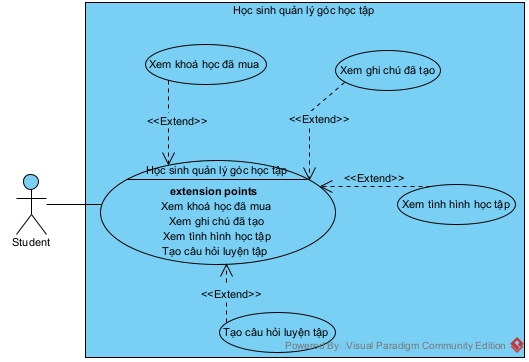 Học sinh quản lý góc học tập
Xem khoá học đã mua
Xem ghi chú đã tạo
<<Extend>>
<<Extend>>
Học sinh quản lý góc học tập
<<Extend>>
extension points
Xem khoá học đã mua
Xem ghi chú đã tạo
Xem tình hình học tập
Tạo câu hỏi luyện tập
Xem tình hình học tập
Student
<<Extend>>
Tạo câu hỏi luyện tập
Powered By Visual Paradigm Community Edition